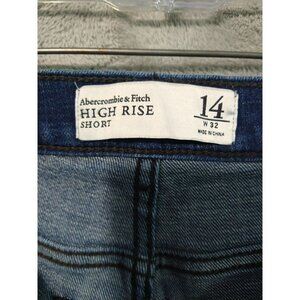 Abercrombie & Fitch
HIGH RISE
SHORT
14
W 32
MADE IN CHINA